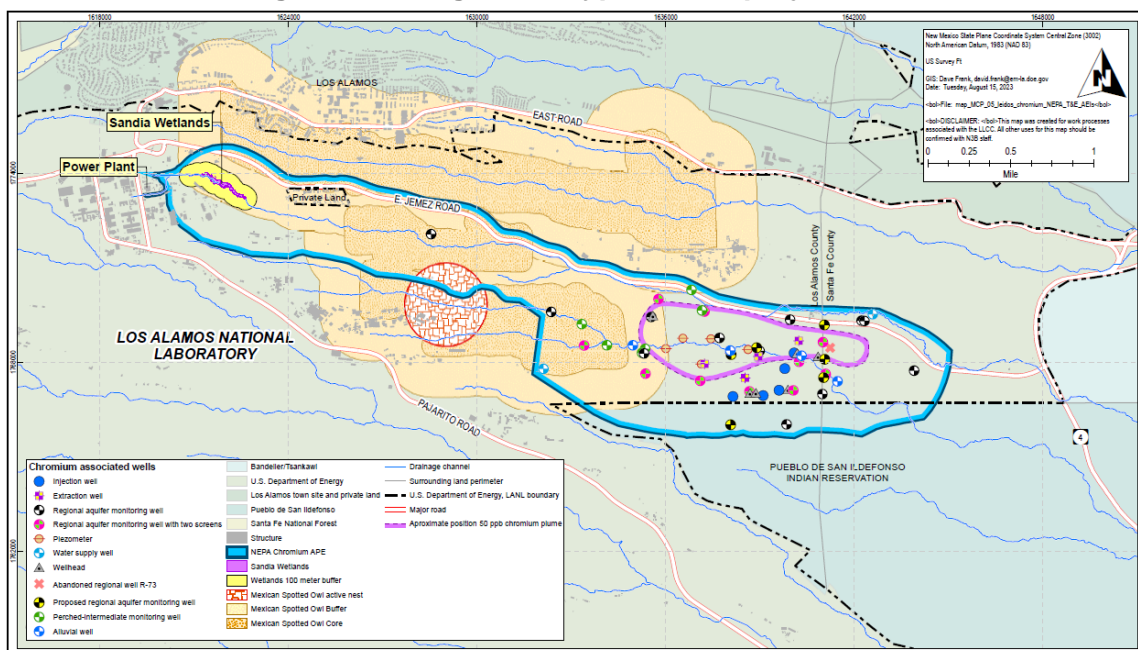 1618000
1624000
1630000
1636000
1642000
1648000
New Mexico State Plane Coordinate System Central Zone (3002)
North American Datum, 1983 (NAD 83)
US Survey Ft
GIS: Dave Frank, david.frank@em-la.doe.gov
Date: Tuesday, August 15, 2023
<bol>File: map_MCP_05_leidos_chromium_NEPA_T&E_AEIs</bol>
<bol>DISCLAIMER: </bol>This map was created for work processes
associated with the LLCC. All other uses for this map should be
confirmed with N3B staff.
N
0 0.25 0.5 1
Mile
LOS ALAMOS
EAST ROAD
Sandia Wetlands
Power Plant
1774000
Private Land
E. JEMEZ ROAD
Los Alamos County
Santa Fe County
LOS ALAMOS NATIONAL
LABORATORY
1768000
PAJARITO ROAD
4
PUEBLO DE SAN ILDEFONSO
INDIAN RESERVATION
1762000
Chromium associated wells
Injection well
Extraction well
Regional aquifer monitoring well
Regional aquifer monitoring well with two screens
Piezometer
Water supply well
Wellhead
Abandoned regional well R-73
Proposed regional aquifer monitoring well
Perched-intermediate monitoring well
Alluvial well
Bandelier/Tsankawi
U.S. Department of Energy
Los Alamos town site and private land
Pueblo de San Ildefonso
Santa Fe National Forest
Structure
NEPA Chromium APE
Sandia Wetlands
Wetlands 100 meter buffer
Mexican Spotted Owl active nest
Mexican Spotted Owl Buffer
Mexican Spotted Owl Core
Drainage channel
Surrounding land perimeter
U.S. Department of Energy, LANL boundary
Major road
Aproximate position 50 ppb chromium plume